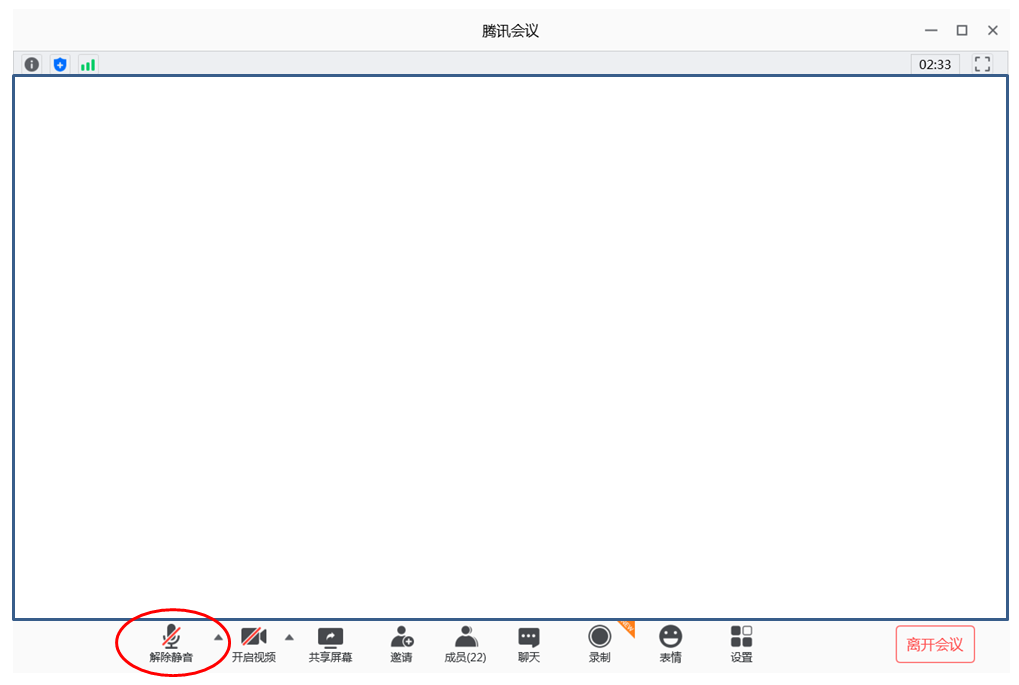 腾讯会议
02:33
解除静音
开启视频
共享屏幕
邀请
成员(22)
聊天
录制
表情
设置
离开会议